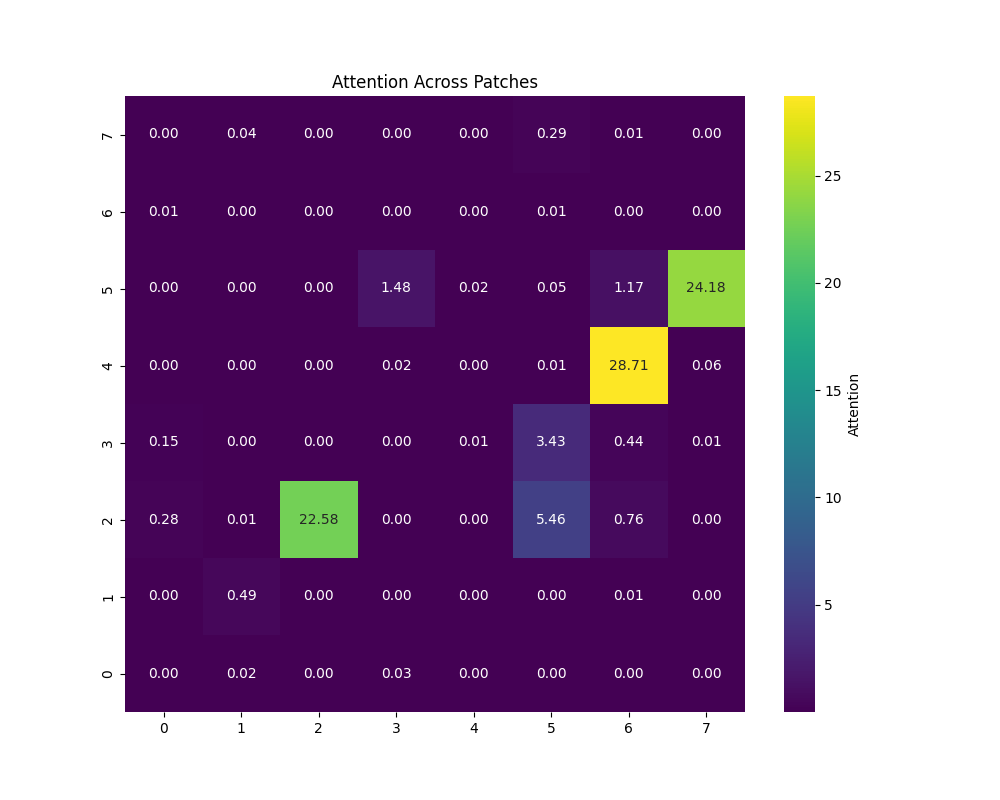 Attention Across Patches
7 0.00 0.04 0.00 0.00 0.00 0.29 0.01 0.00
6 0.01 0.00 0.00 0.00 0.00 0.01 0.00 0.00
5 0.00 0.00 0.00 1.48 0.02 0.05 1.17 24.18
4 0.00 0.00 0.00 0.02 0.00 0.01 28.71 0.06
3 0.15 0.00 0.00 0.00 0.01 3.43 0.44 0.01
2 0.28 0.01 22.58 0.00 0.00 5.46 0.76 0.00
1 0.00 0.49 0.00 0.00 0.00 0.00 0.01 0.00
0 0.00 0.02 0.00 0.03 0.00 0.00 0.00 0.00
0 1 2 3 4 5 6 7
25
20
15
10
5
Attention